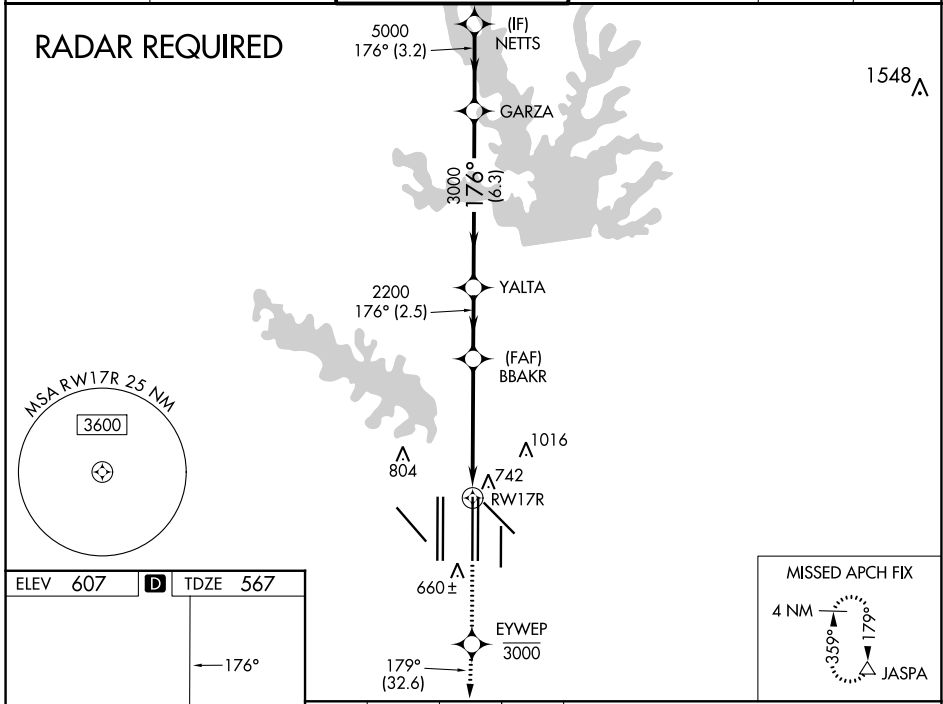 RADAR REQUIRED
5000
176° (3.2)
(IF)
NETTS
1548
GARZA
3000
176°
(6.3)
YALTA
2200
176° (2.5)
(FAF)
BBAKR
MSA RW17R 25 NM
3600
1016
804
742
RW17R
660 ±
ELEV 607 D TDZE 567
176°
EYWEP
3000
179°
(32.6)
MISSED APCH FIX
4 NM
359°
179°
JASPA